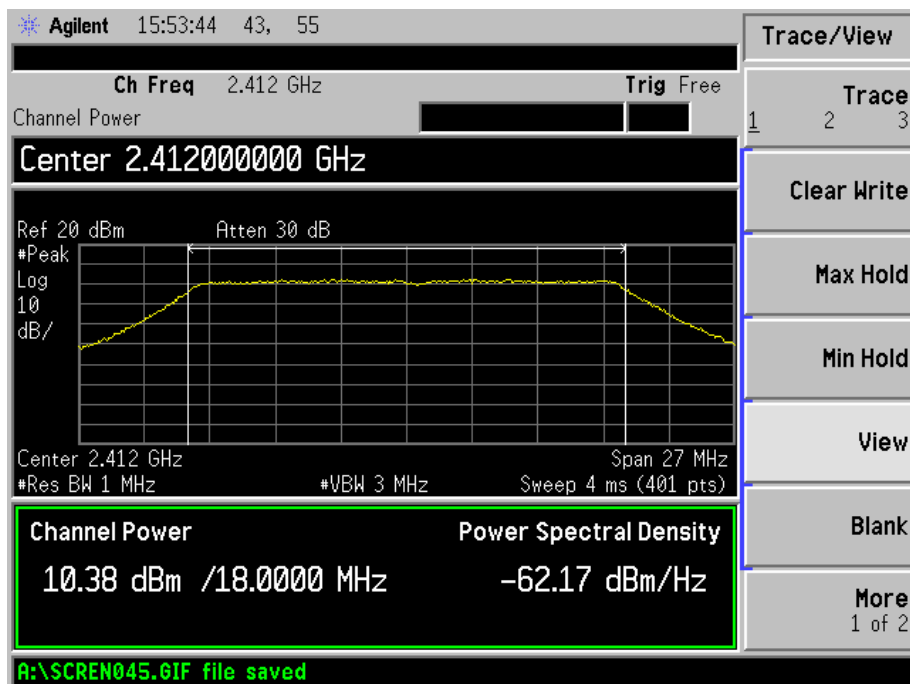 Agilent 15:53:44 43, 55
Trace/View
Ch Freq 2.412 GHz Trig Free
Channel Power
Trace
1 2 3
Center 2.412000000 GHz
Clear Write
Ref 20 dBm Atten 30 dB
#Peak
Log
10
dB/
Max Hold
Min Hold
View
Center 2.412 GHz Span 27 MHz
#Res BW 1 MHz #VBW 3 MHz Sweep 4 ms (401 pts)
Channel Power Power Spectral Density
10.38 dBm /18.0000 MHz -62.17 dBm/Hz
Blank
More
1 of 2
A:\SCREN045.GIF file saved